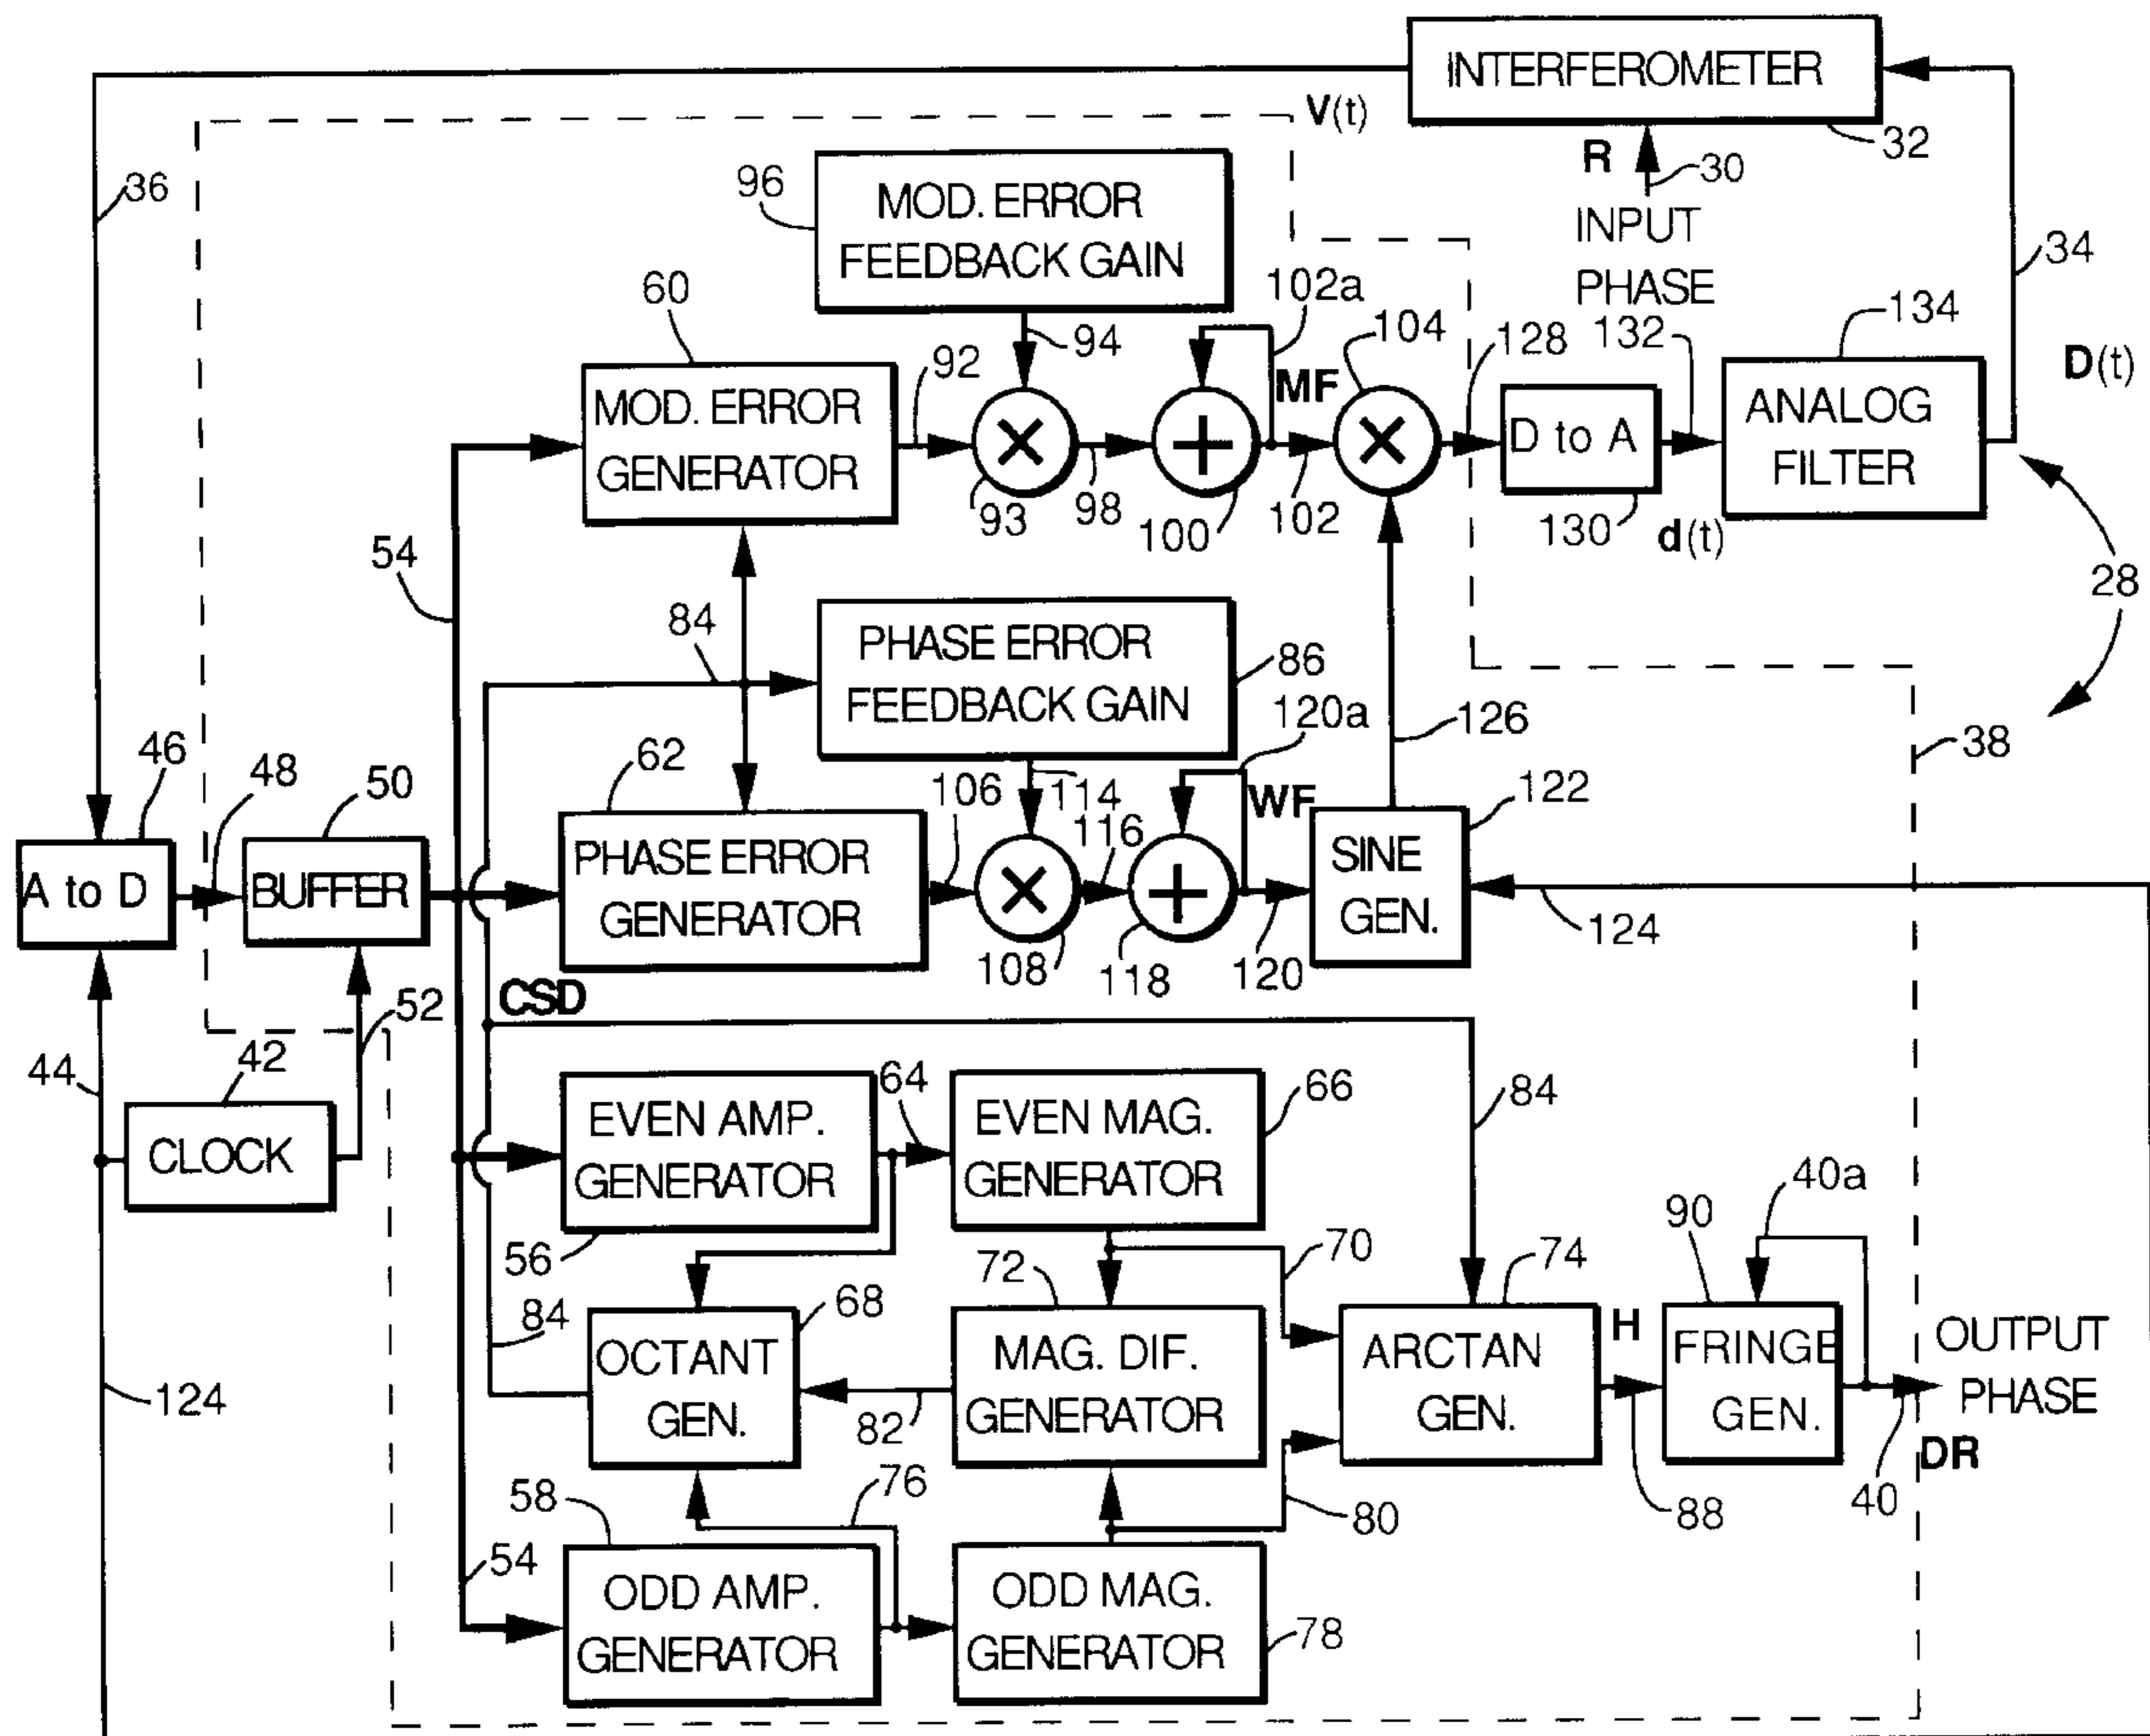 INTERFEROMETER
V(t)
32
R
30
INPUT
PHASE
36
96
MOD. ERROR
FEEDBACK GAIN
34
60
102a
94
104
128
132
134
92
MF
D(t)
MOD. ERROR
GENERATOR
×
+
×
D to A
ANALOG
FILTER
93
98
100
102
130
d(t)
54
28
84
84
PHASE ERROR
FEEDBACK GAIN
86
120a
126
38
46
48
50
62
106
114
116
WF
122
A to D
BUFFER
PHASE ERROR
GENERATOR
×
+
SINE
GEN.
124
108
118
120
CSD
52
44
42
CLOCK
64
66
84
EVEN AMP.
GENERATOR
EVEN MAG.
GENERATOR
40a
56
72
70
74
90
68
84
OCTANT
GEN.
MAG. DIF.
GENERATOR
ARCTAN
GEN.
H
FRINGE
GEN.
OUTPUT
PHASE
124
82
DR
58
76
80
88
40
54
ODD AMP.
GENERATOR
ODD MAG.
GENERATOR
78